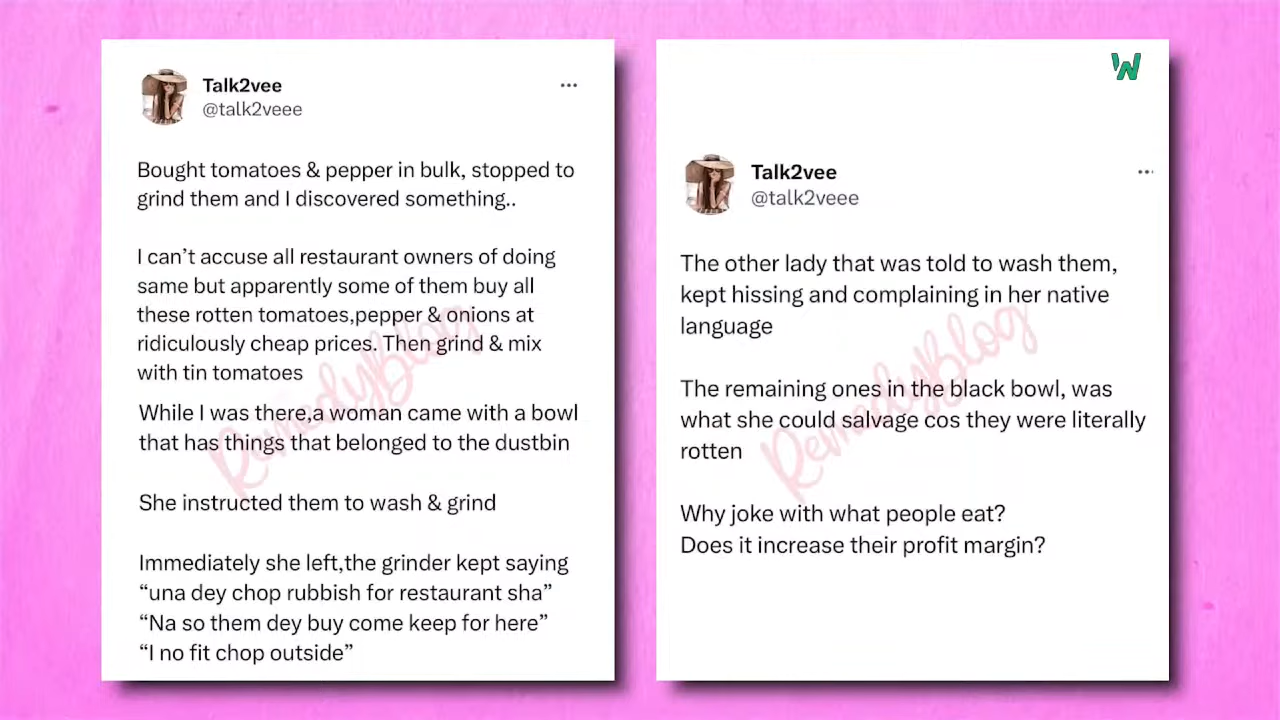 Talk2vee
@talk2veee
Bought tomatoes & pepper in bulk, stopped to
grind them and I discovered something..
I can't accuse all restaurant owners of doing
same but apparently some of them buy all
these rotten tomatoes,pepper & onions at
ridiculously cheap prices. Then grind & mix
with tin tomatoes
While I was there,a woman came with a bowl
that has things that belonged to the dustbin
She instructed them to wash & grind
Immediately she left,the grinder kept saying
“una dey chop rubbish for restaurant sha”
“Na so them dey buy come keep for here”
“I no fit chop outside”
RemedyBlog
W
Talk2vee
@talk2veee
The other lady that was told to wash them,
kept hissing and complaining in her native
language
The remaining ones in the black bowl, was
what she could salvage cos they were literally
rotten
Why joke with what people eat?
Does it increase their profit margin?
RemedyBlog